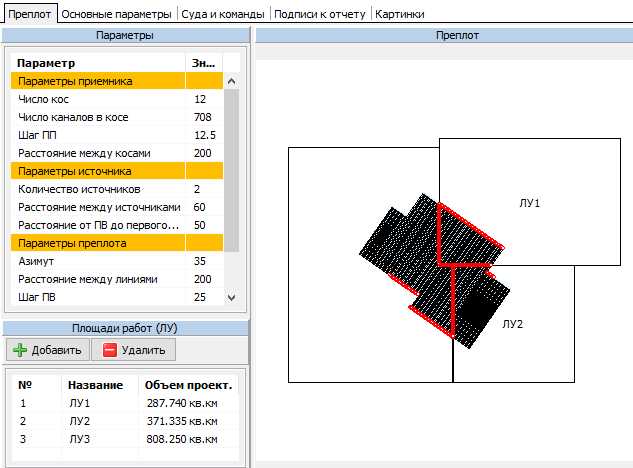 Преплот Основные параметры Суда и команды Подписи к отчету Картинки
Параметры
Параметр Зн...
Параметры приемника
Число кос 12
Число каналов в косе 708
Шаг ПП 12.5
Расстояние между косами 200
Параметры источника
Количество источников 2
Расстояние между источниками 60
Расстояние от ПВ до первого... 50
Параметры преплота
Азимут 35
Расстояние между линиями 200
Шаг ПВ 25
Площади работ (ЛУ)
Добавить Удалить
№ Название Объем проект.
1 ЛУ1 287.740 кв.км
2 ЛУ2 371.335 кв.км
3 ЛУ3 808.250 кв.км
Преплот
ЛУ1
ЛУ2